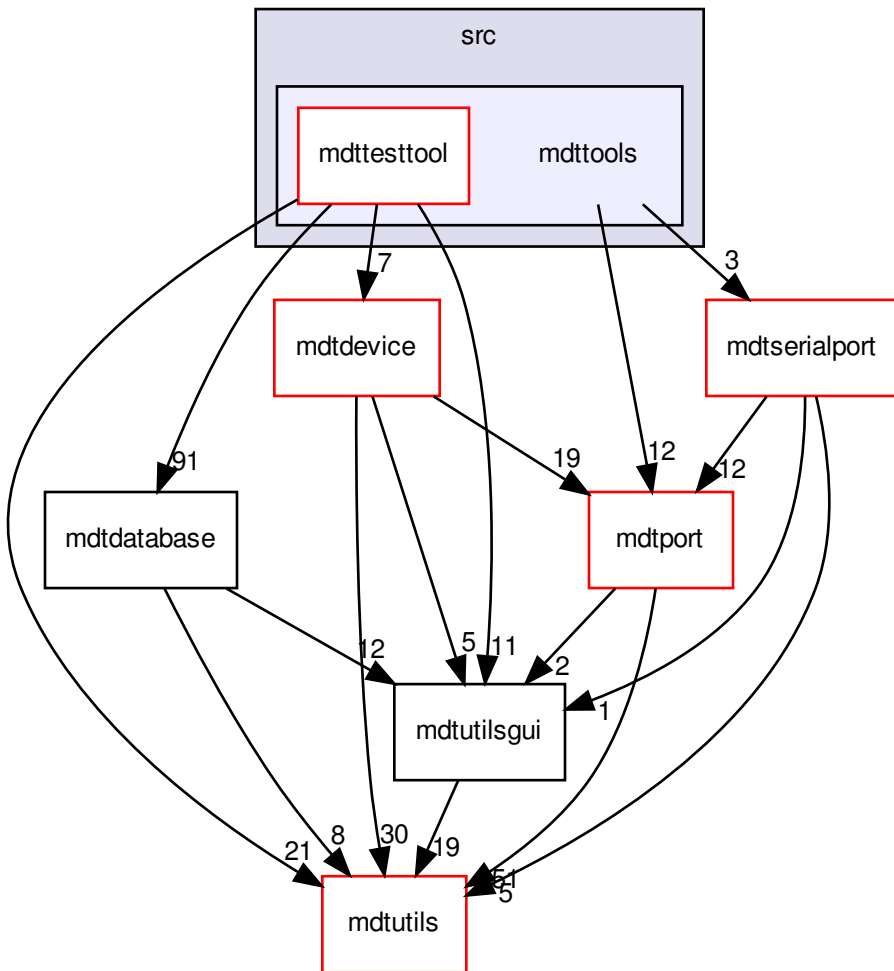 src
mdttesttool
mdttools
7
3
mdtdevice
mdtserialport
91
19
12
12
mdtdatabase
mdtport
12
5
11
2
1
mdtutilsgui
21
8
30
19
51
5
mdtutils